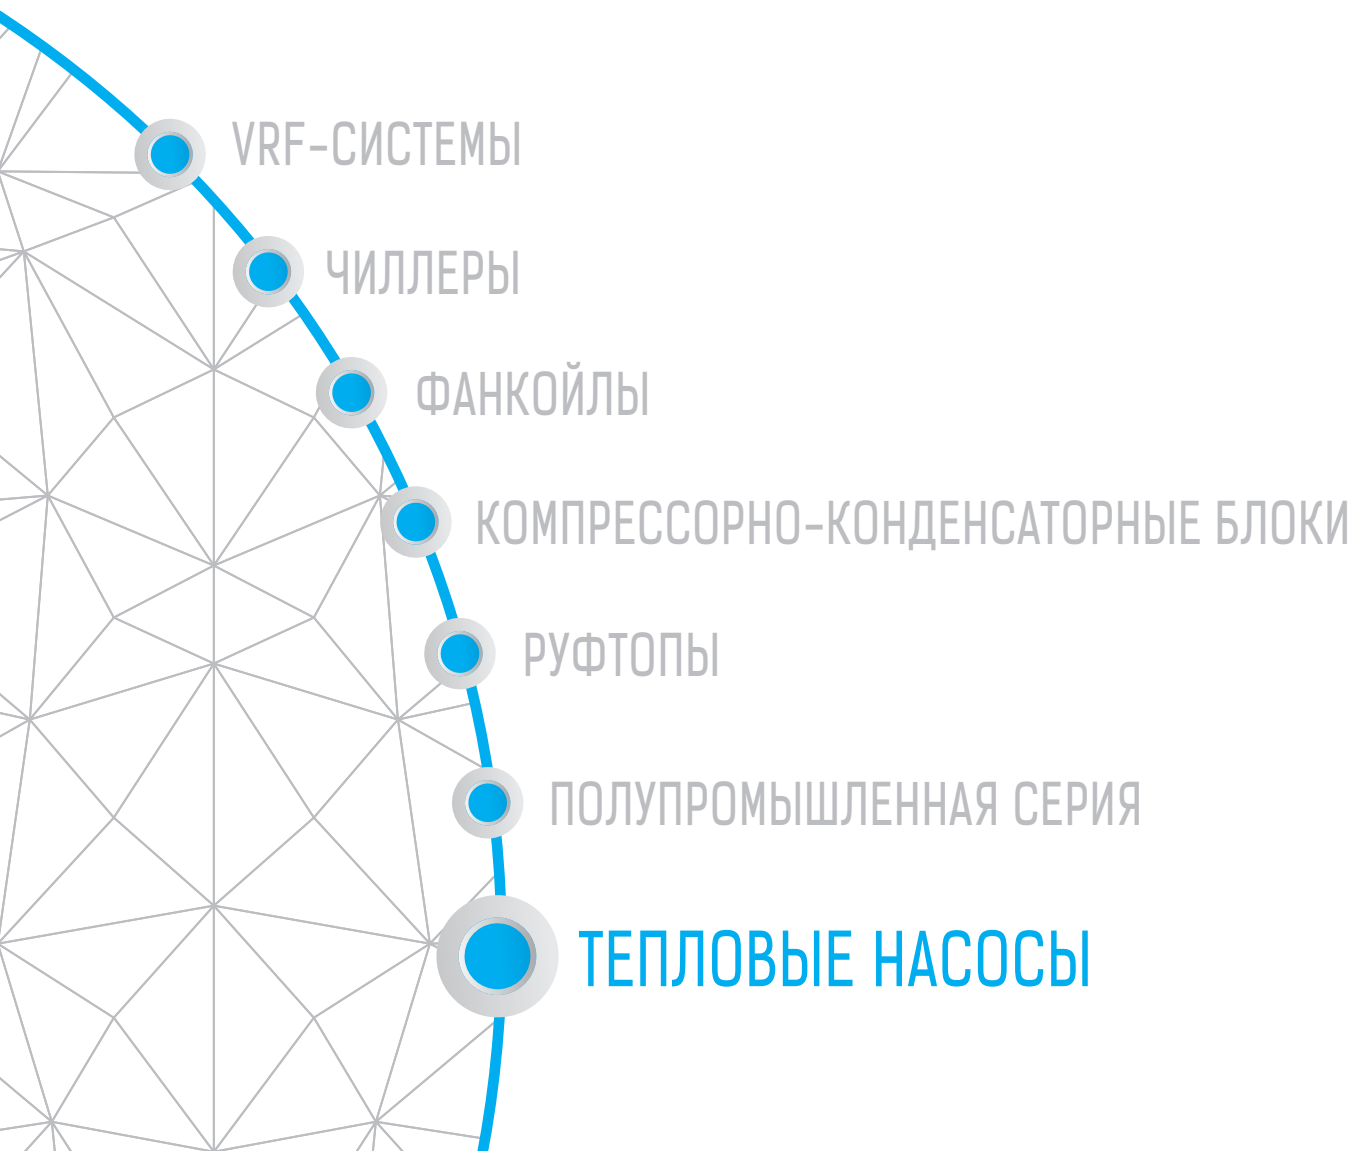 VRF-СИСТЕМЫ
ЧИЛЛЕРЫ
ФАНКОЙЛЫ
КОМПРЕССОРНО-КОНДЕНСАТОРНЫЕ БЛОКИ
РУФТОПЫ
ПОЛУПРОМЫШЛЕННАЯ СЕРИЯ
ТЕПЛОВЫЕ НАСОСЫ